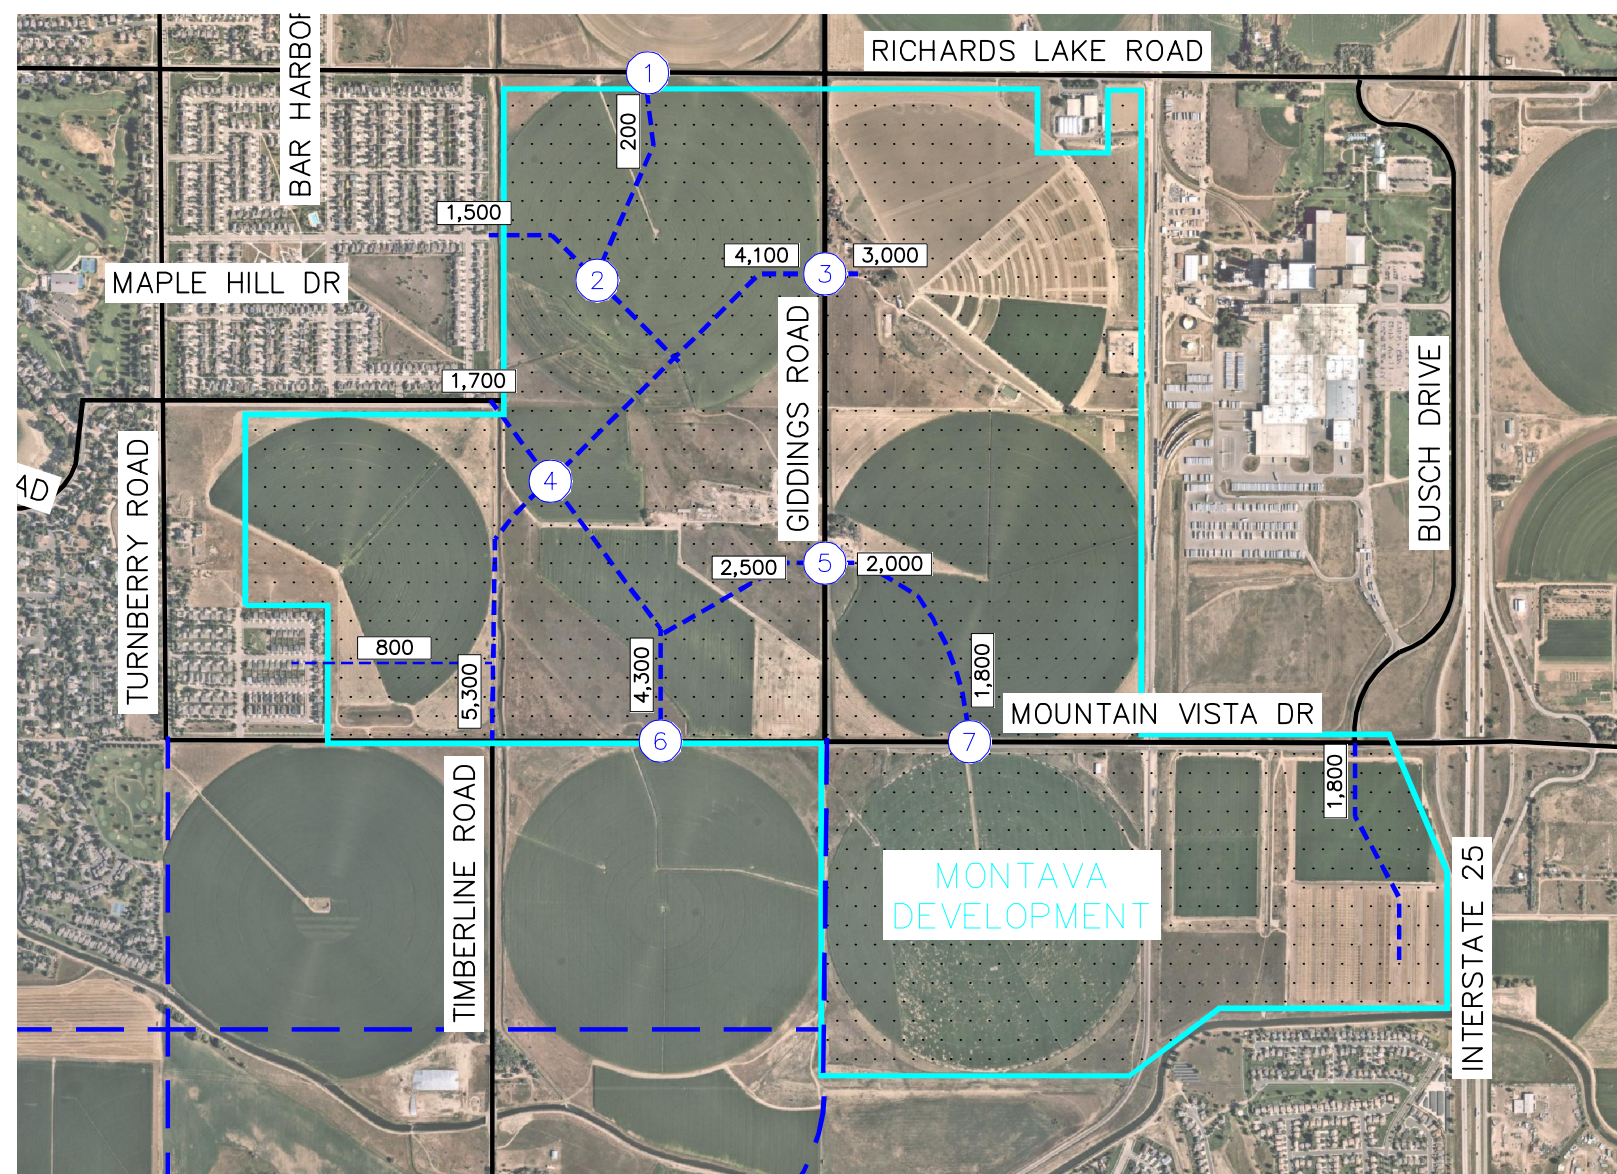 RICHARDS LAKE ROAD
BAR HARBOR
1
200
1,500
4,100
3
3,000
2
MAPLE HILL DR
GIDDINGS ROAD
1,700
BUSCH DRIVE
TURNBERRY ROAD
AD
4
2,500
5
2,000
800
5,300
4,300
1,800
MOUNTAIN VISTA DR
6
7
1,800
TIMBERLINE ROAD
MONTAVA
DEVELOPMENT
INTERSTATE 25